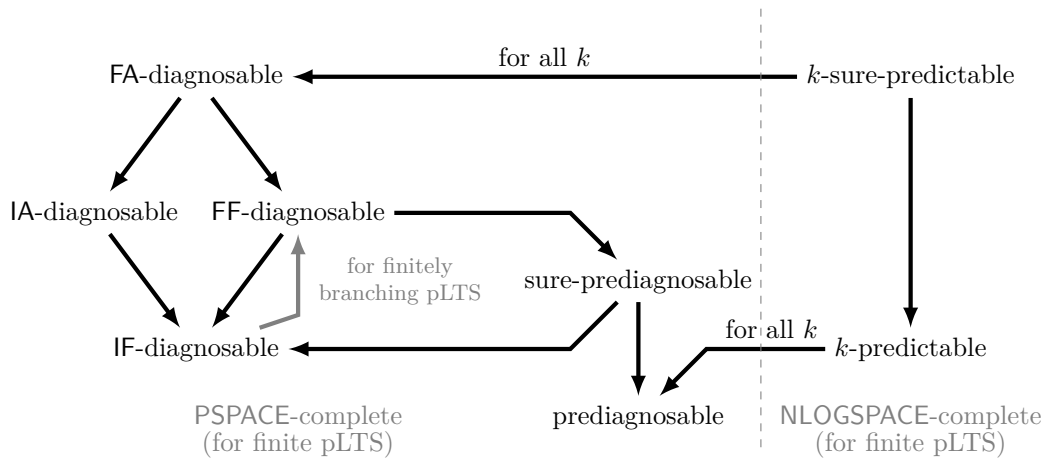 for all k
FA-diagnosable
k-sure-predictable
IA-diagnosable
FF-diagnosable
for finitely
branching pLTS
sure-prediagnosable
for all k
IF-diagnosable
k-predictable
PSPACE-complete
(for finite pLTS)
prediagnosable
NLOGSPACE-complete
(for finite pLTS)